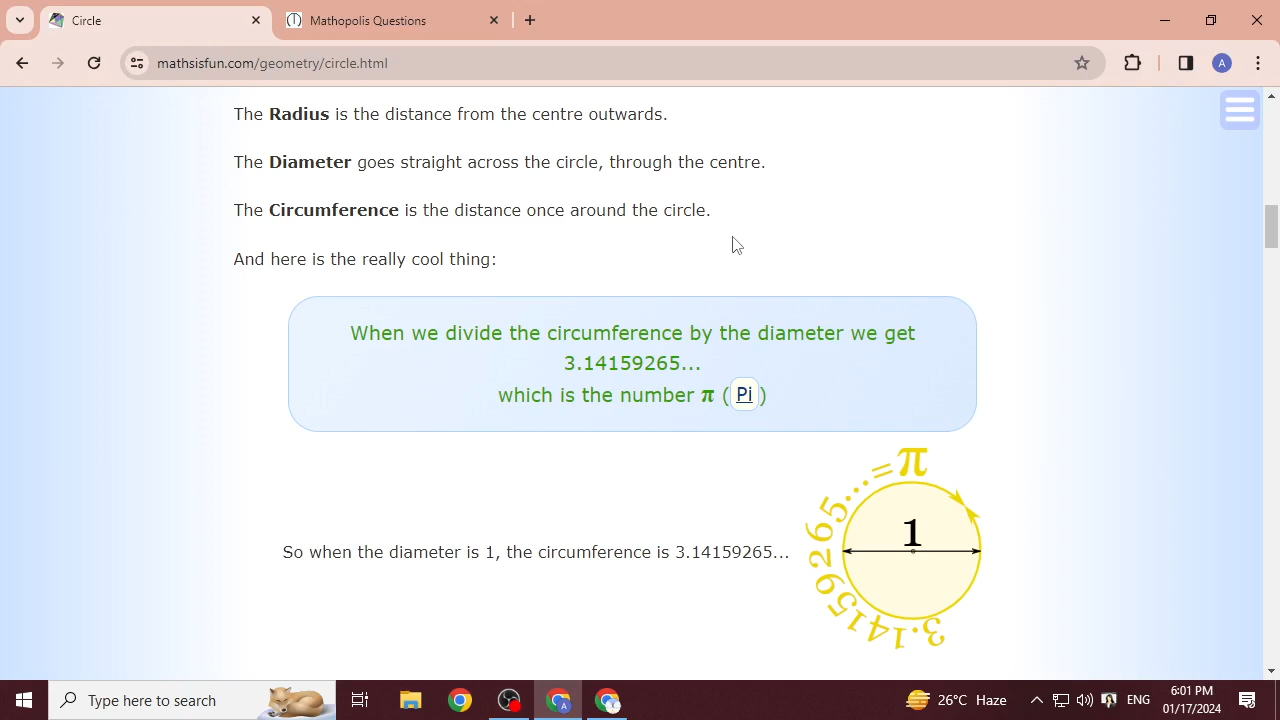 Circle
Mathopolis Questions
mathsisfun.com/geometry/circle.html
A
The Radius is the distance from the centre outwards.
The Diameter goes straight across the circle, through the centre.
The Circumference is the distance once around the circle.
And here is the really cool thing:
When we divide the circumference by the diameter we get
3.14159265...
which is the number π (Pi)
So when the diameter is 1, the circumference is 3.14159265...
1
3.14159265...=π
Type here to search
A
26°C Haze
ENG
6:01 PM
01/17/2024